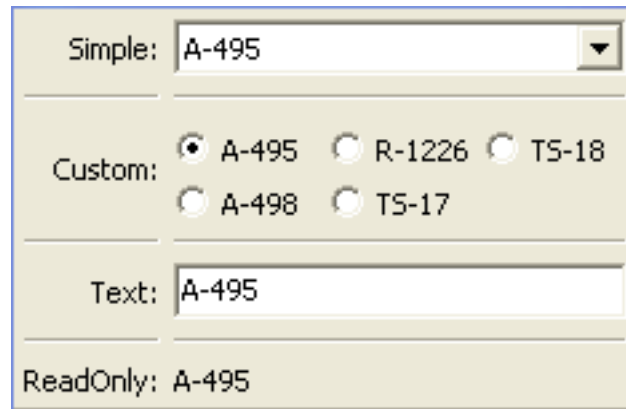 Simple: A-495
Custom: A-495 R-1226 TS-18
A-498 TS-17
Text: A-495
ReadOnly: A-495